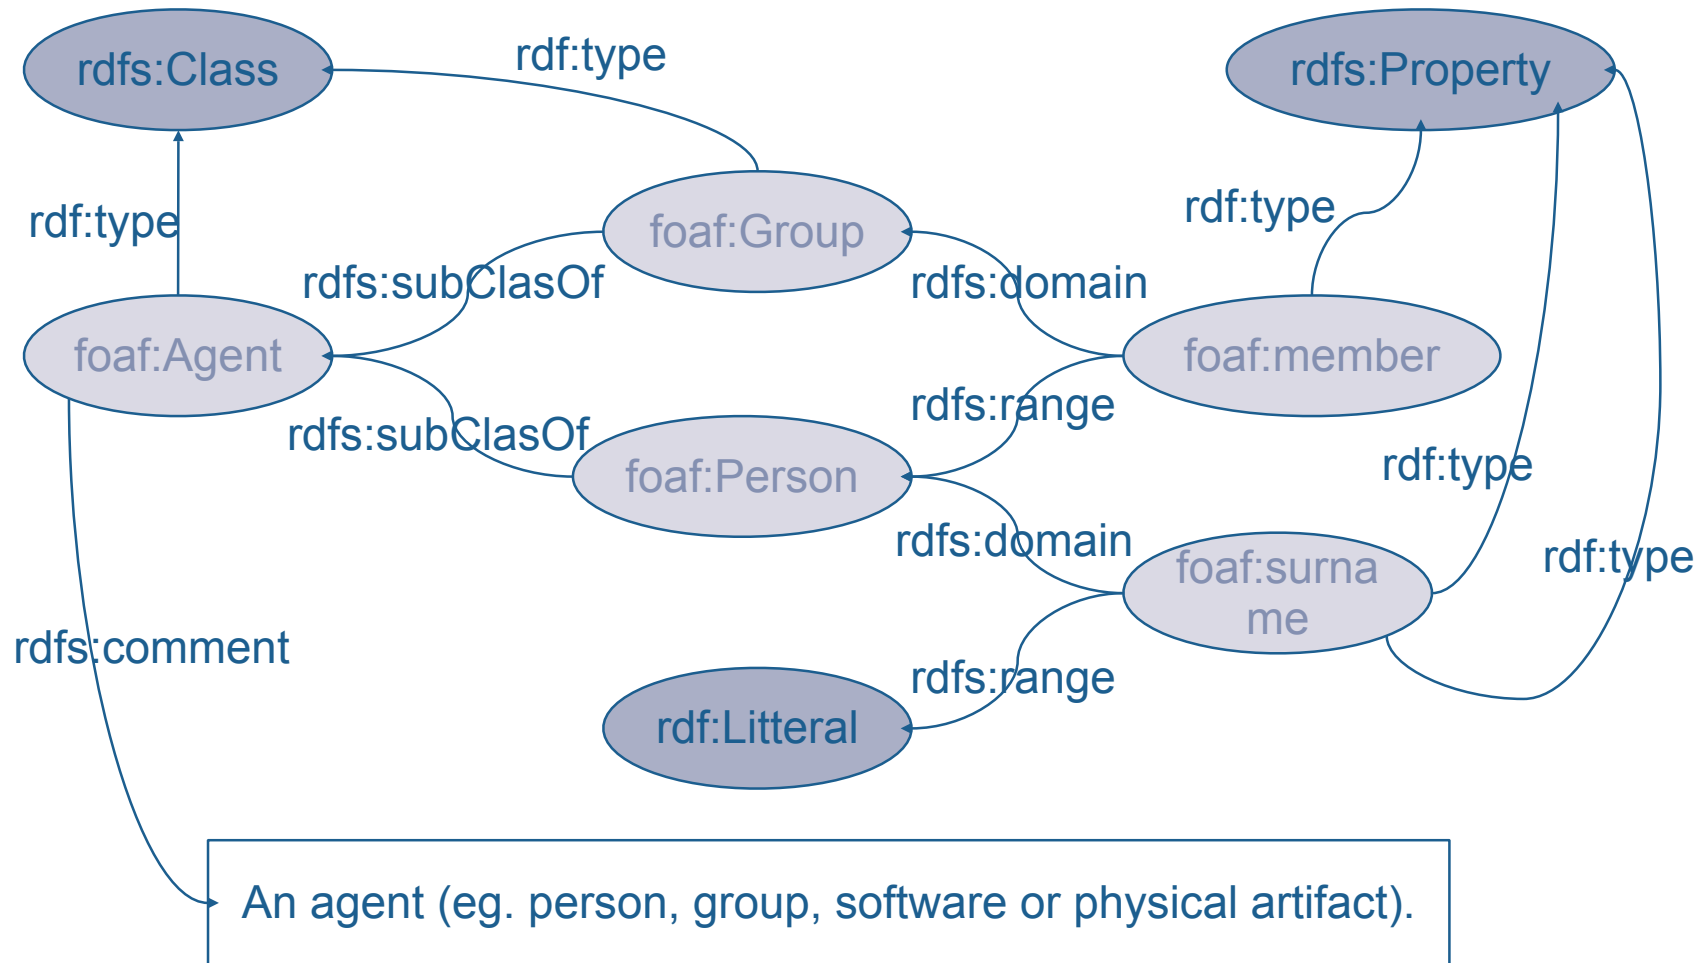 rdf:type
rdfs:Class
rdfs:Property
rdf:type
rdf:type
foaf:Group
rdfs:subClasOf
rdfs:domain
foaf:Agent
foaf:member
rdfs:range
rdfs:subClasOf
foaf:Person
rdf:type
rdfs:domain
rdf:type
foaf:surna
me
rdfs:comment
rdfs:range
rdf:Litteral
An agent (eg. person, group, software or physical artifact).